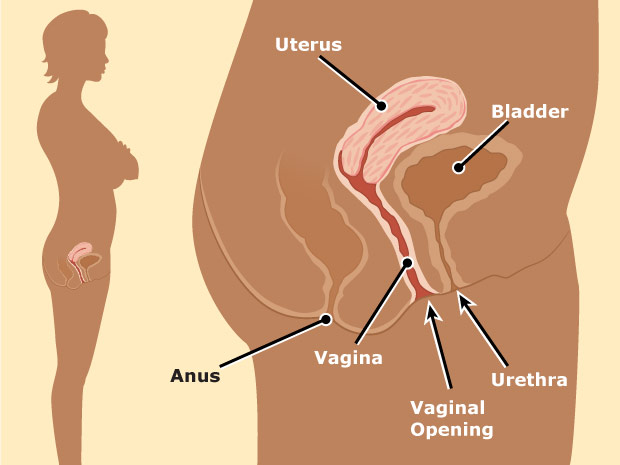 Uterus
Bladder
Vagina
Anus
Urethra
Vaginal
Opening